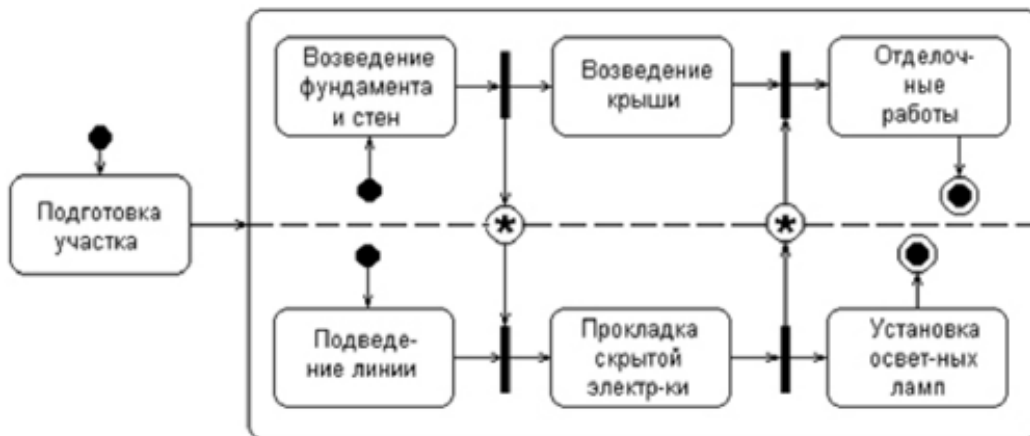 Возведение
фундамента
и стен
Возведение
крыши
Отделоч-
ные
работы
Подготовка
участка
*
*
Подведе-
ние линии
Прокладка
скрытой
электр-ки
Установка
освет-ных
ламп